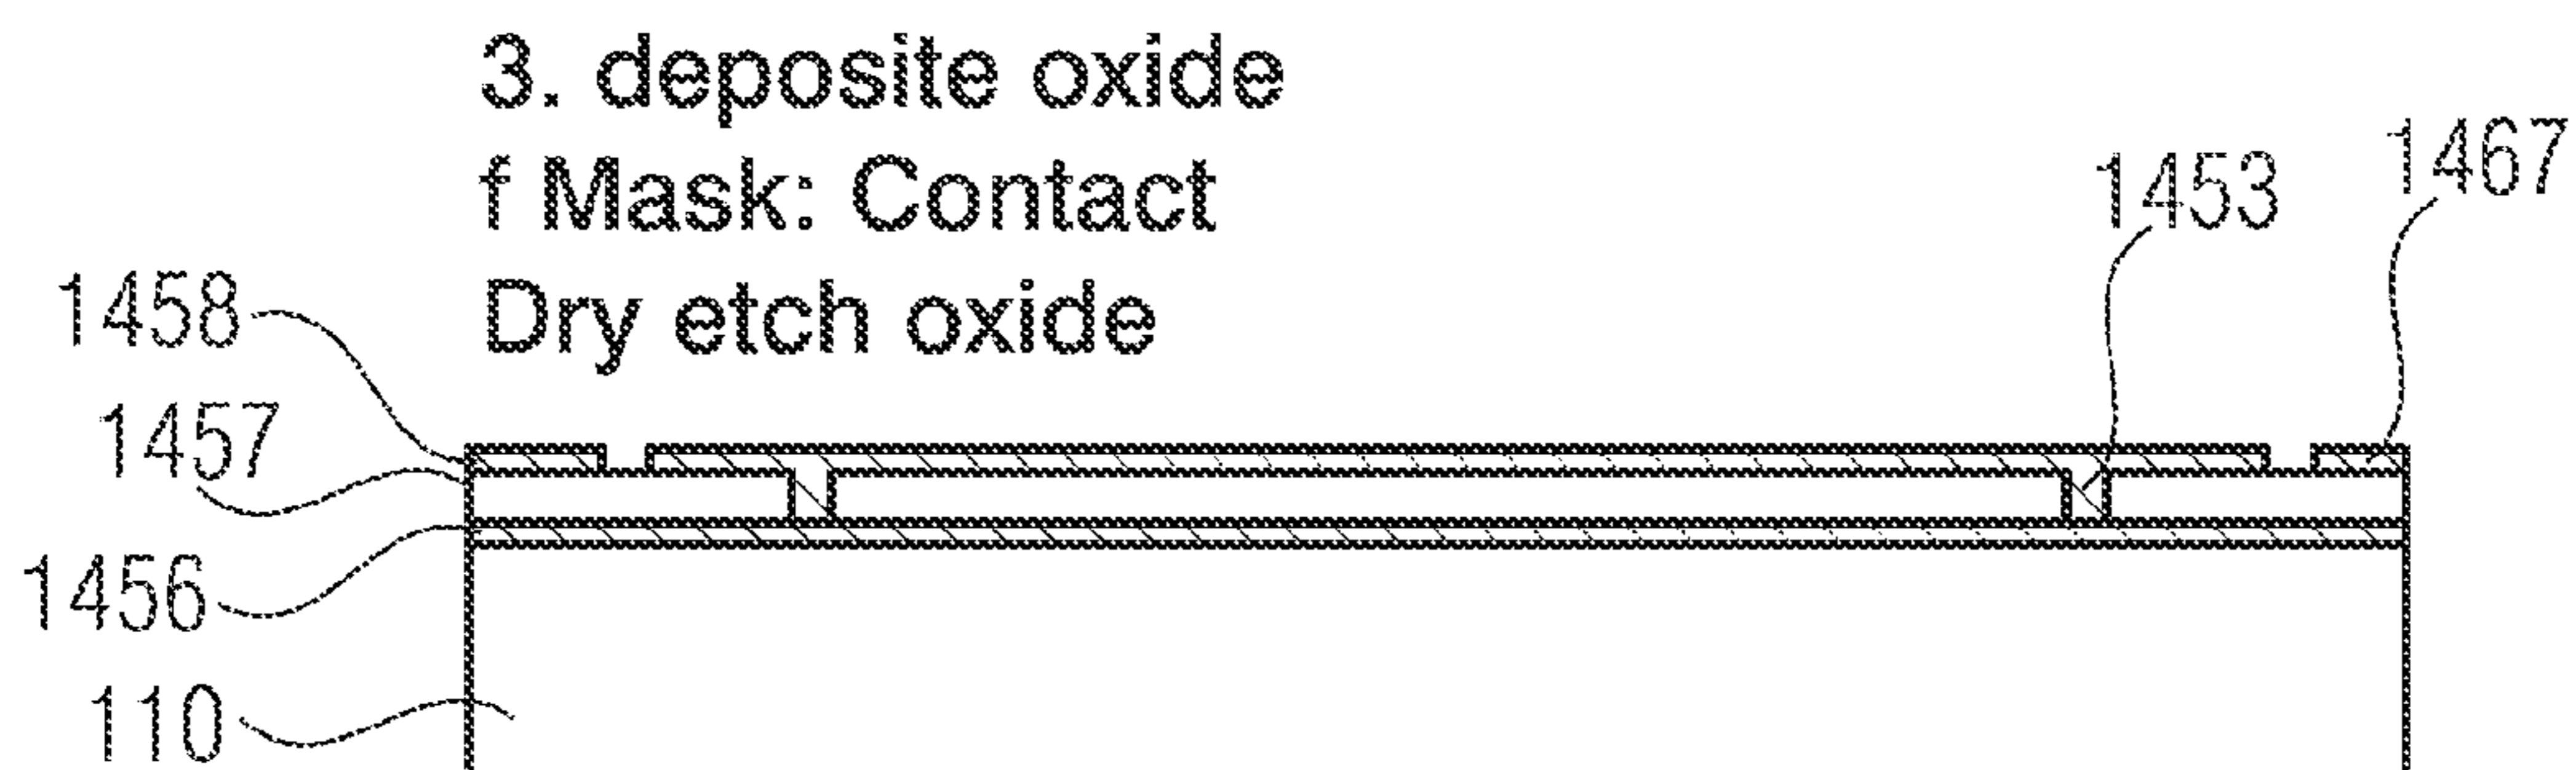 3. deposite oxide
f Mask: Contact
Dry etch oxide
1467
1453
1458
1457
1456
110